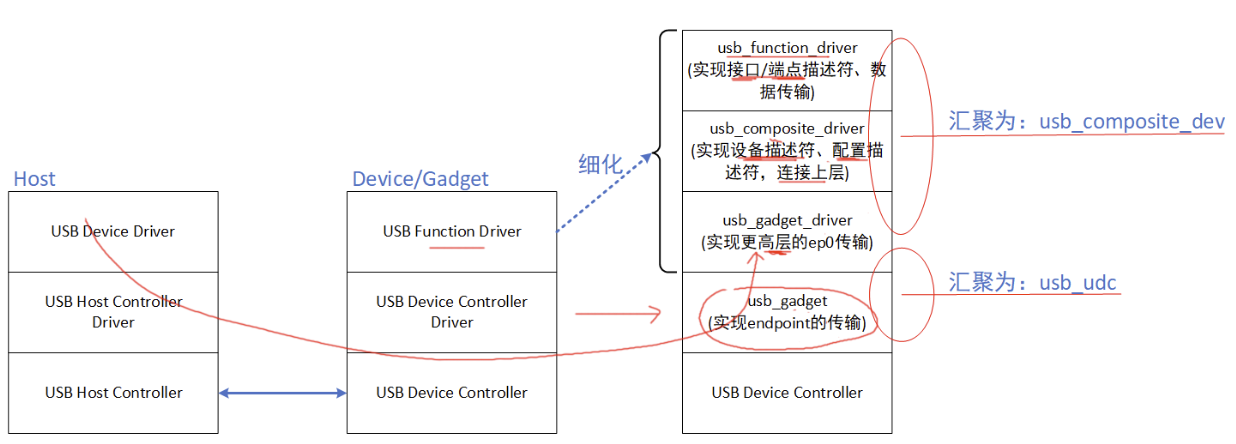 Host
USB Device Driver
USB Host Controller
Driver
USB Host Controller
Device/Gadget
USB Function Driver
USB Device Controller
Driver
USB Device Controller
细化
usb_function_driver
(实现接口/端点描述符、数
据传输)
usb_composite_driver
(实现设备描述符、配置描
述符，连接上层)
usb_gadget_driver
(实现更高层的ep0传输)
usb_gadget
(实现endpoint的传输)
USB Device Controller
汇聚为：usb_composite_dev
汇聚为：usb_udc